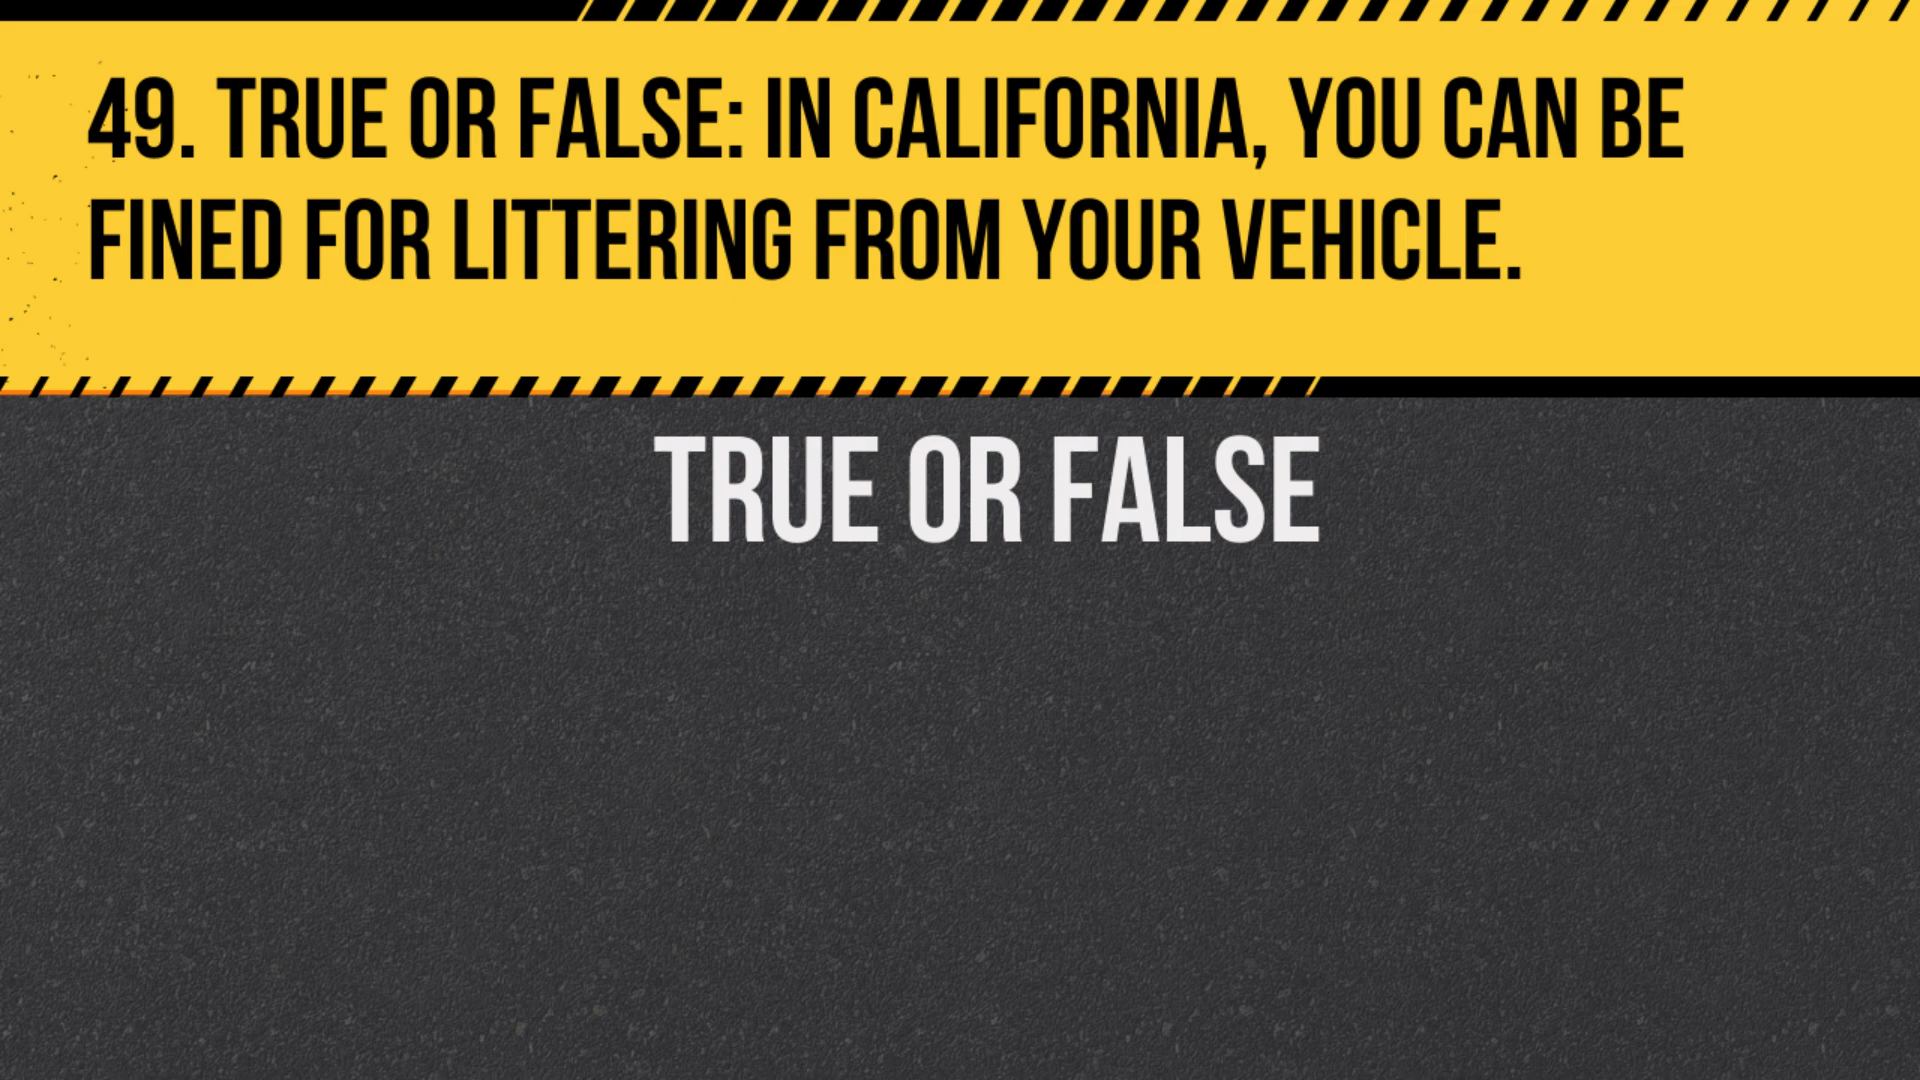 49. TRUE OR FALSE: IN CALIFORNIA, YOU CAN BE
FINED FOR LITTERING FROM YOUR VEHICLE.
TRUE OR FALSE